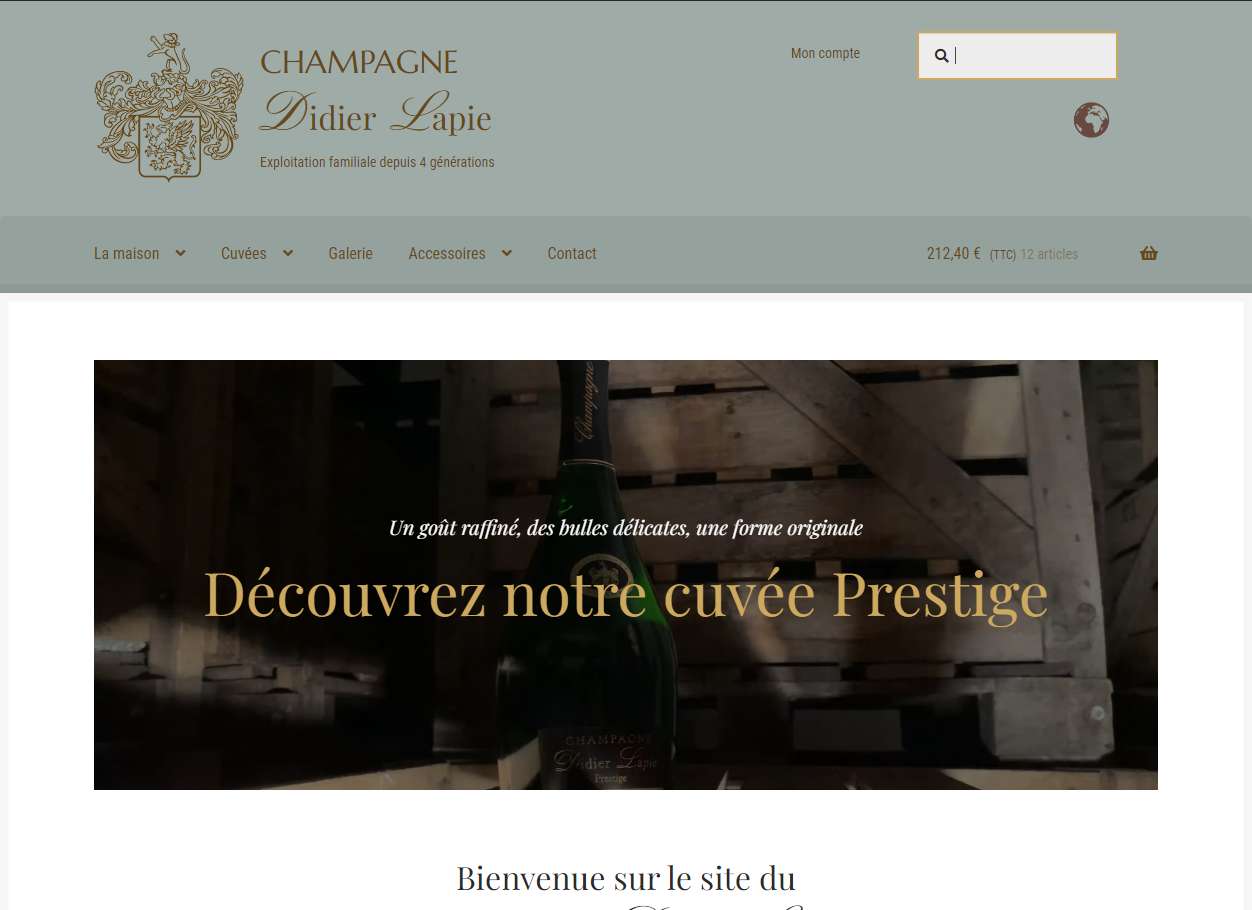 CHAMPAGNE
Didier Lapie
Exploitation familiale depuis 4 générations
Mon compte
La maison
Cuvées
Galerie
Accessoires
Contact
212,40 € (TTC) 12 articles
Champagne
Un goût raffiné, des bulles délicates, une forme originale
Découvrez notre cuvée Prestige
CHAMPAGNE
Didier Lapie
Prestige
Bienvenue sur le site du